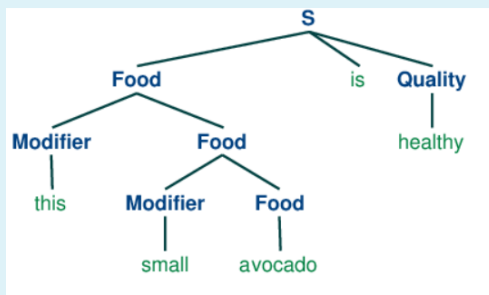 S
Food is Quality
Modifier Food healthy
this Modifier Food
small avocado